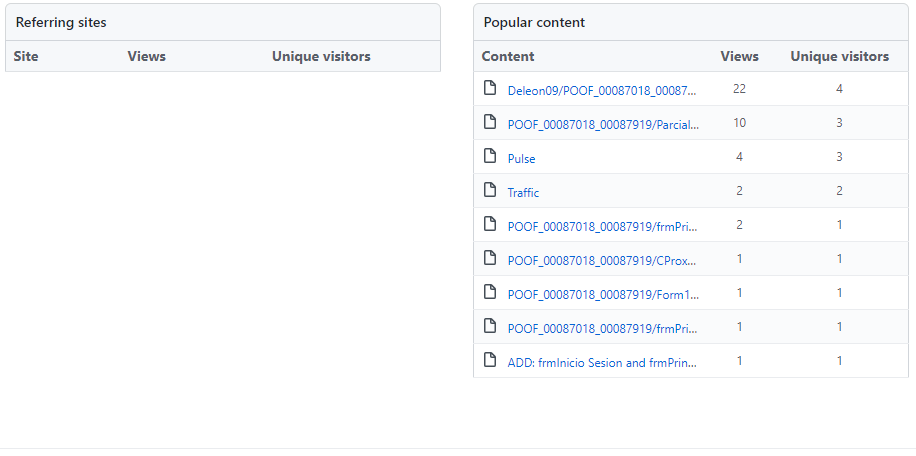 Referring sites
Site Views Unique visitors
Popular content
Content Views Unique visitors
Deleon09/POOF_00087018_00087... 22 4
POOF_00087018_00087919/Parcial... 10 3
Pulse 4 3
Traffic 2 2
POOF_00087018_00087919/frmPri... 2 1
POOF_00087018_00087919/CProx... 1 1
POOF_00087018_00087919/Form1... 1 1
POOF_00087018_00087919/frmPri... 1 1
ADD: frmInicio Sesion and frmPrin... 1 1